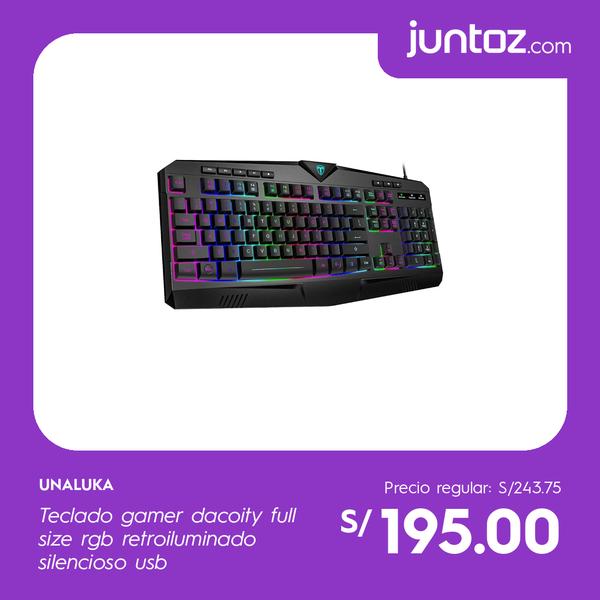 juntoz.com
UNALUKA
Teclado gamer dacoity full
size rgb retroiluminado
silencioso usb
Precio regular: S/243.75
S/195.00